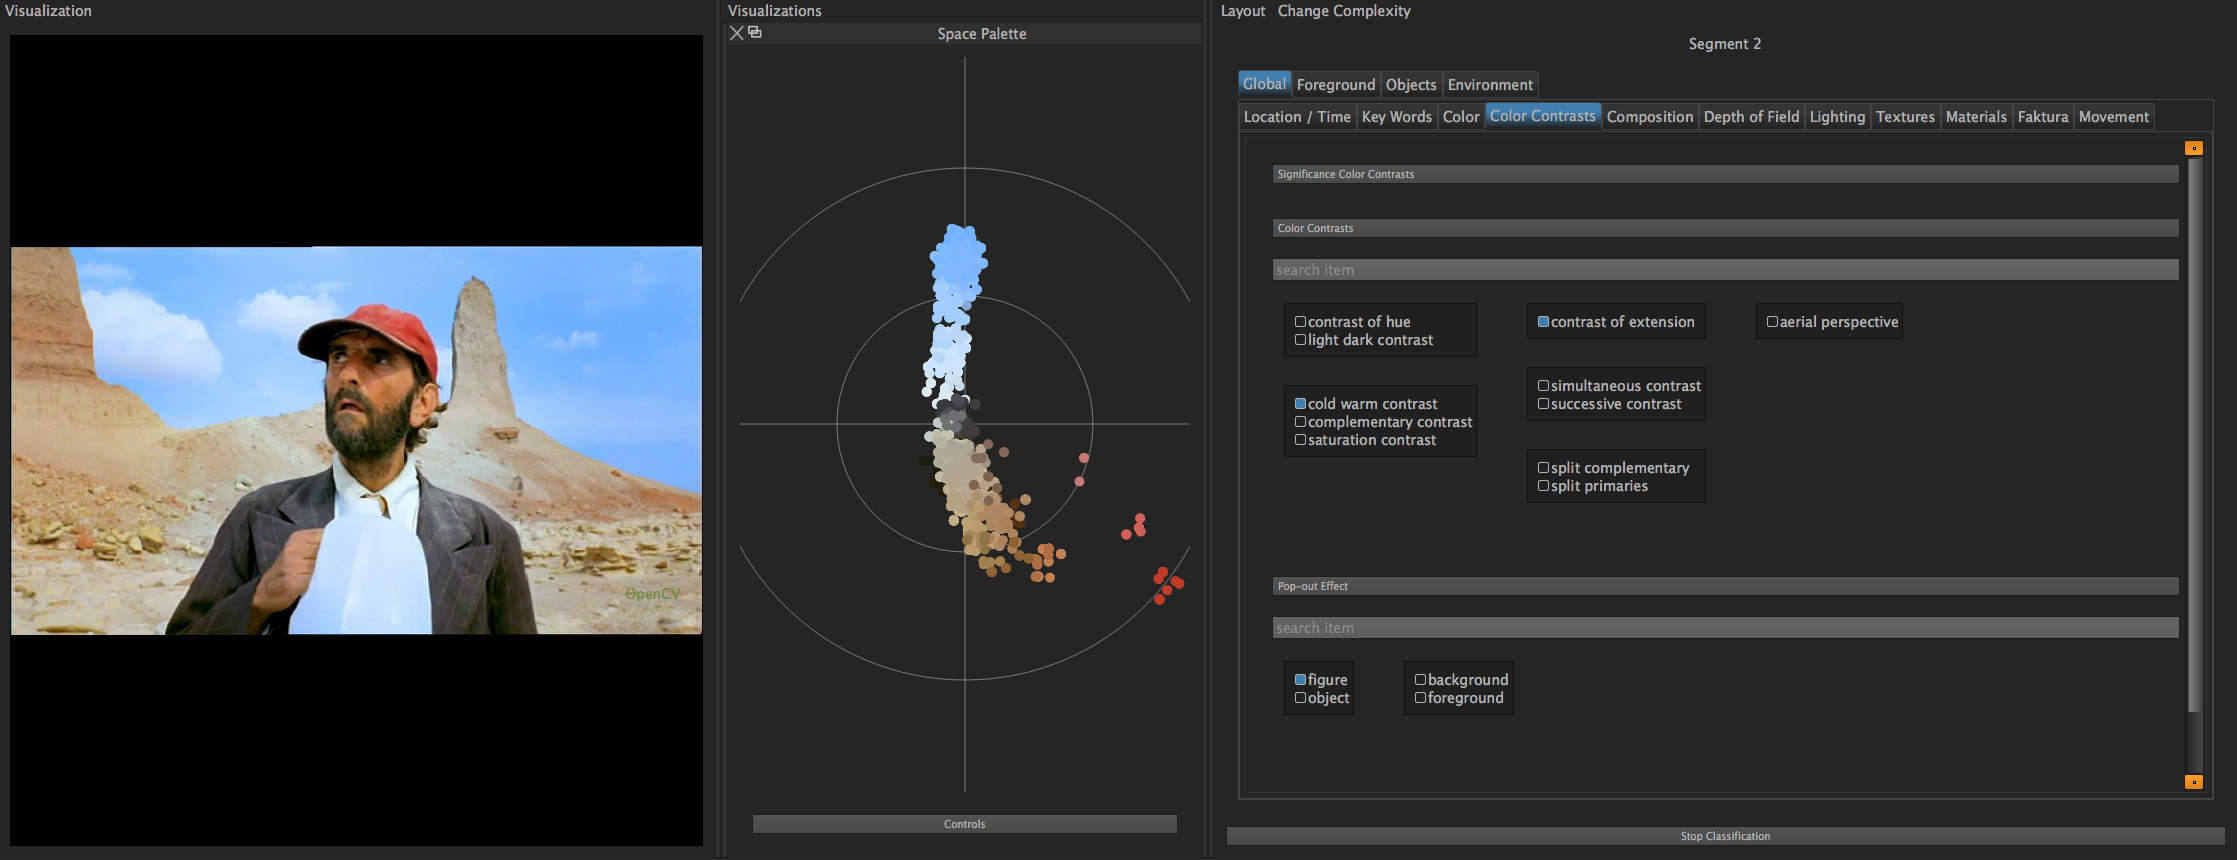 Visualization
OpenCV
Visualizations
Space Palette
Controls
Layout Change Complexity
Segment 2
Global Foreground Objects Environment
Location / Time Key Words Color Color Contrasts Composition Depth of Field Lighting Textures Materials Faktura Movement
Significance Color Contrasts
Color Contrasts
search item
contrast of hue
light dark contrast
cold warm contrast
complementary contrast
saturation contrast
contrast of extension
simultaneous contrast
successive contrast
split complementary
split primaries
aerial perspective
Pop-out Effect
search item
figure
object
background
foreground
Stop Classification